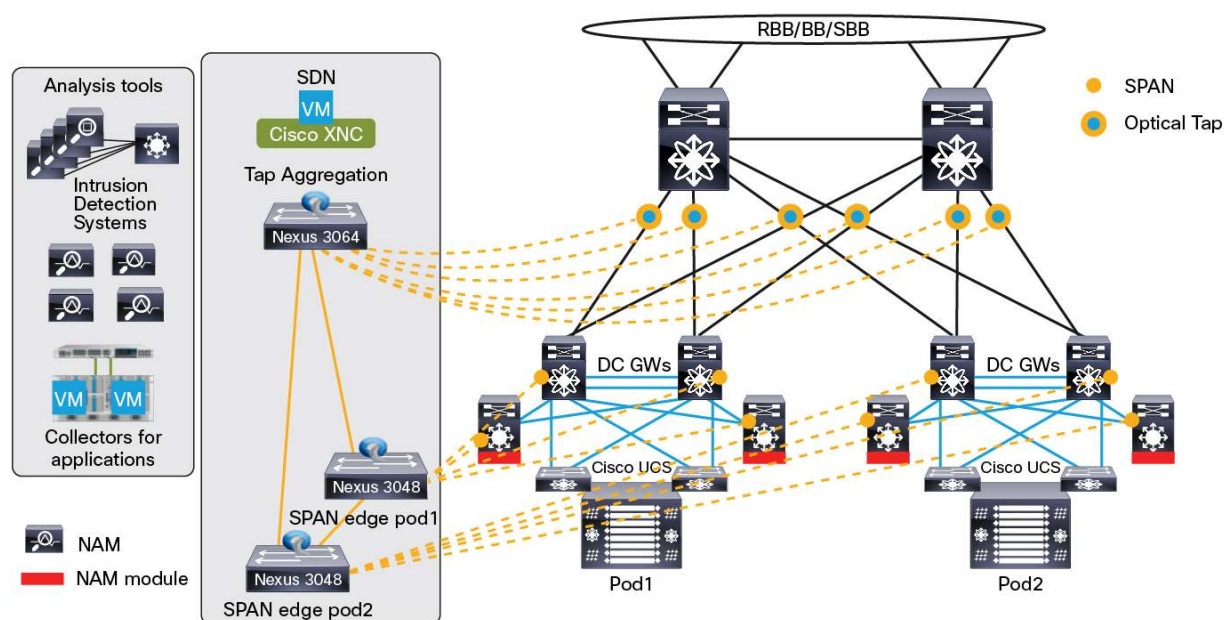 RBB/BB/SBB
SPAN
Optical Tap
Analysis tools
Intrusion
Detection
Systems
VM
VM
Collectors for
applications
NAM
NAM module
SDN
VM
Cisco XNC
Tap Aggregation
Nexus 3064
Nexus 3048
SPAN edge pod1
Nexus 3048
SPAN edge pod2
DC GWs
Cisco UCS
Pod1
DC GWs
Cisco UCS
Pod2